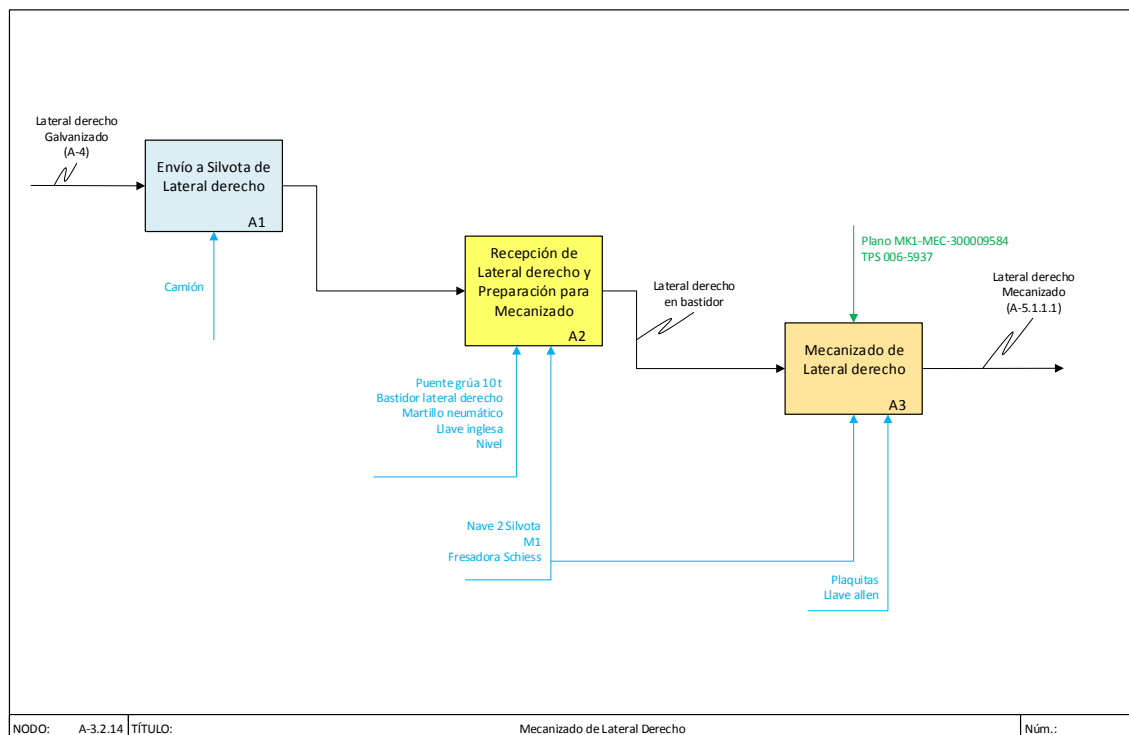 Lateral derecho
Galvanizado
(A-4)
Envío a Silvota de
Lateral derecho
A1
Camión
Recepción de
Lateral derecho y
Preparación para
Mecanizado
A2
Puente grúa 10 t
Bastidor lateral derecho
Martillo neumático
Llave inglesa
Nivel
Lateral derecho
en bastidor
Plano MK1-MEC-300009584
TPS 006-5937
Lateral derecho
Mecanizado
(A-5.1.1.1)
Mecanizado de
Lateral derecho
A3
Nave 2 Silvota
M1
Fresadora Schiess
Plaquitas
Llave allen
NODO: A-3.2.14 TÍTULO: Mecanizado de Lateral Derecho Núm.: